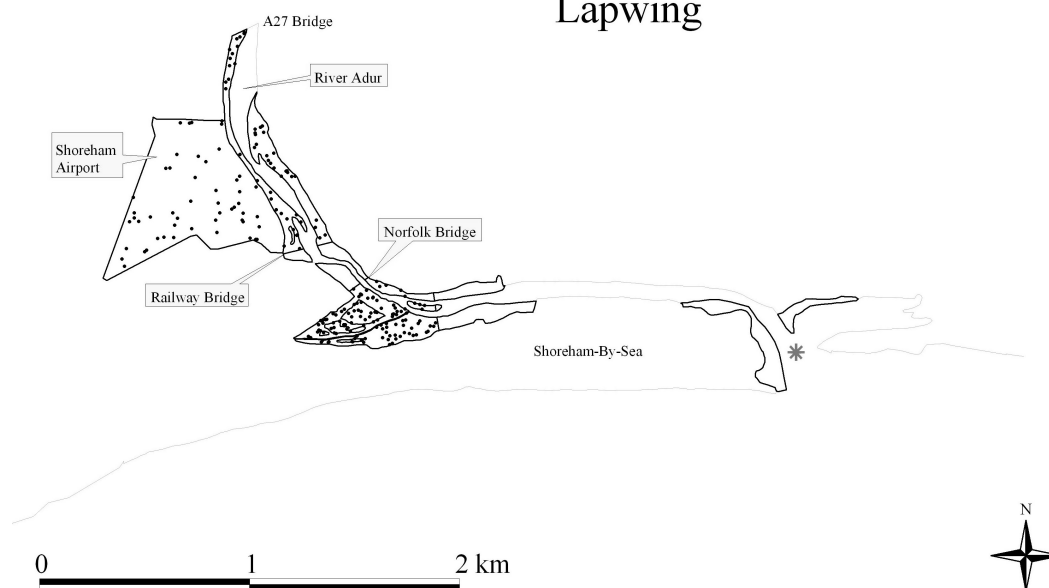 Lapwing
A27 Bridge
River Adur
Shoreham
Airport
Norfolk Bridge
Railway Bridge
Shoreham-By-Sea
N
0 1 2 km